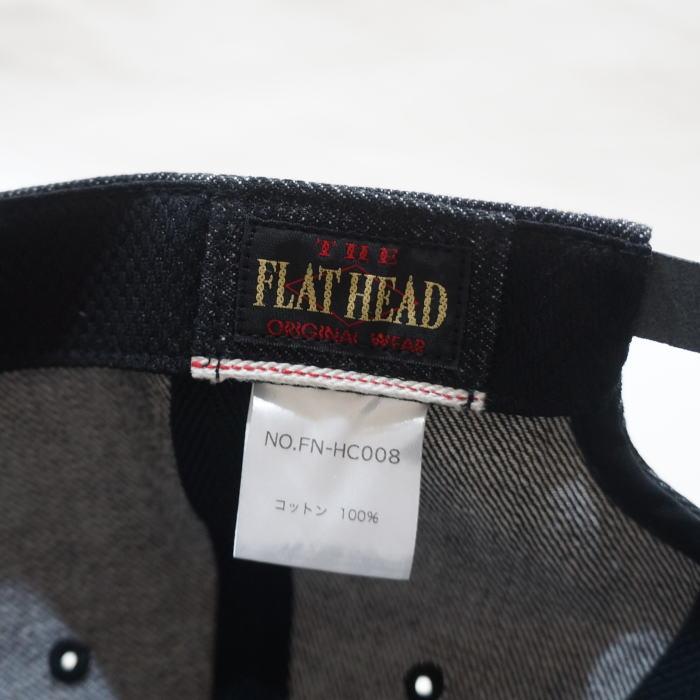 THE
FLAT HEAD
ORIGINAL WEAR
NO.FN-HC008
コットン 100%